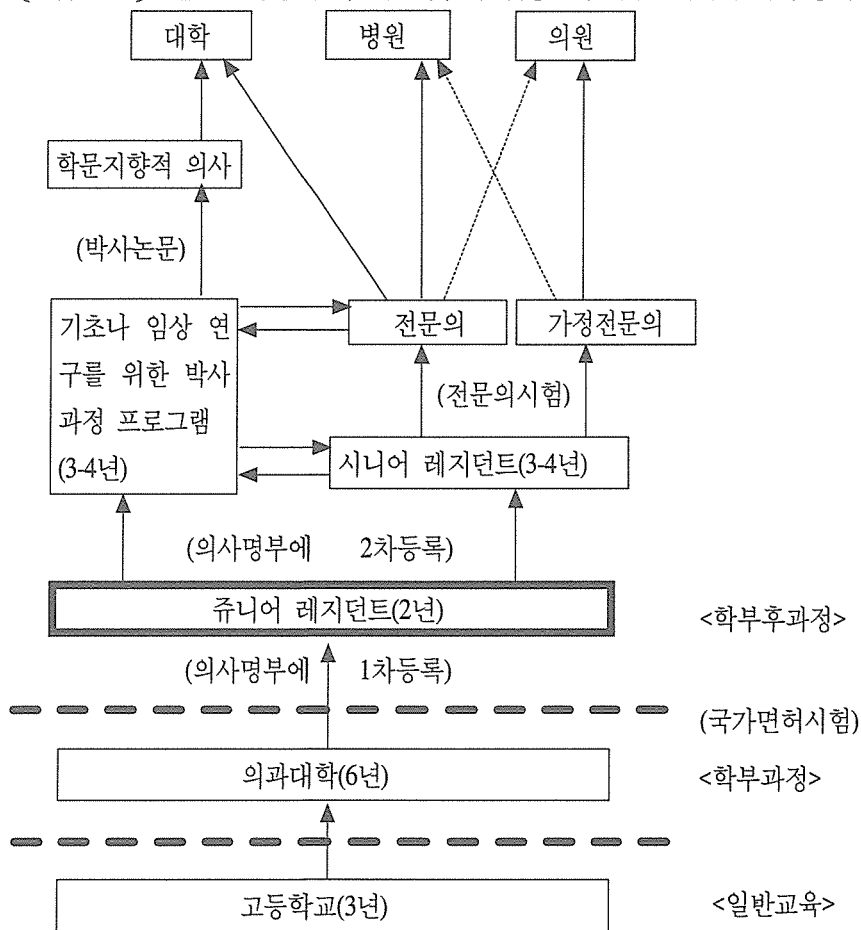 대학 병원 의원
학문지향적 의사
(박사논문)
기초나 임상 연
구를 위한 박사
과정 프로그램
(3-4년)
전문의 가정전문의
(전문의시험)
시니어 레지던트(3-4년)
(의사명부에 2차등록)
쥬니어 레지던트(2년) <학부후과정>
(의사명부에 1차등록)
(국가면허시험)
의과대학(6년) <학부과정>
고등학교(3년) <일반교육>